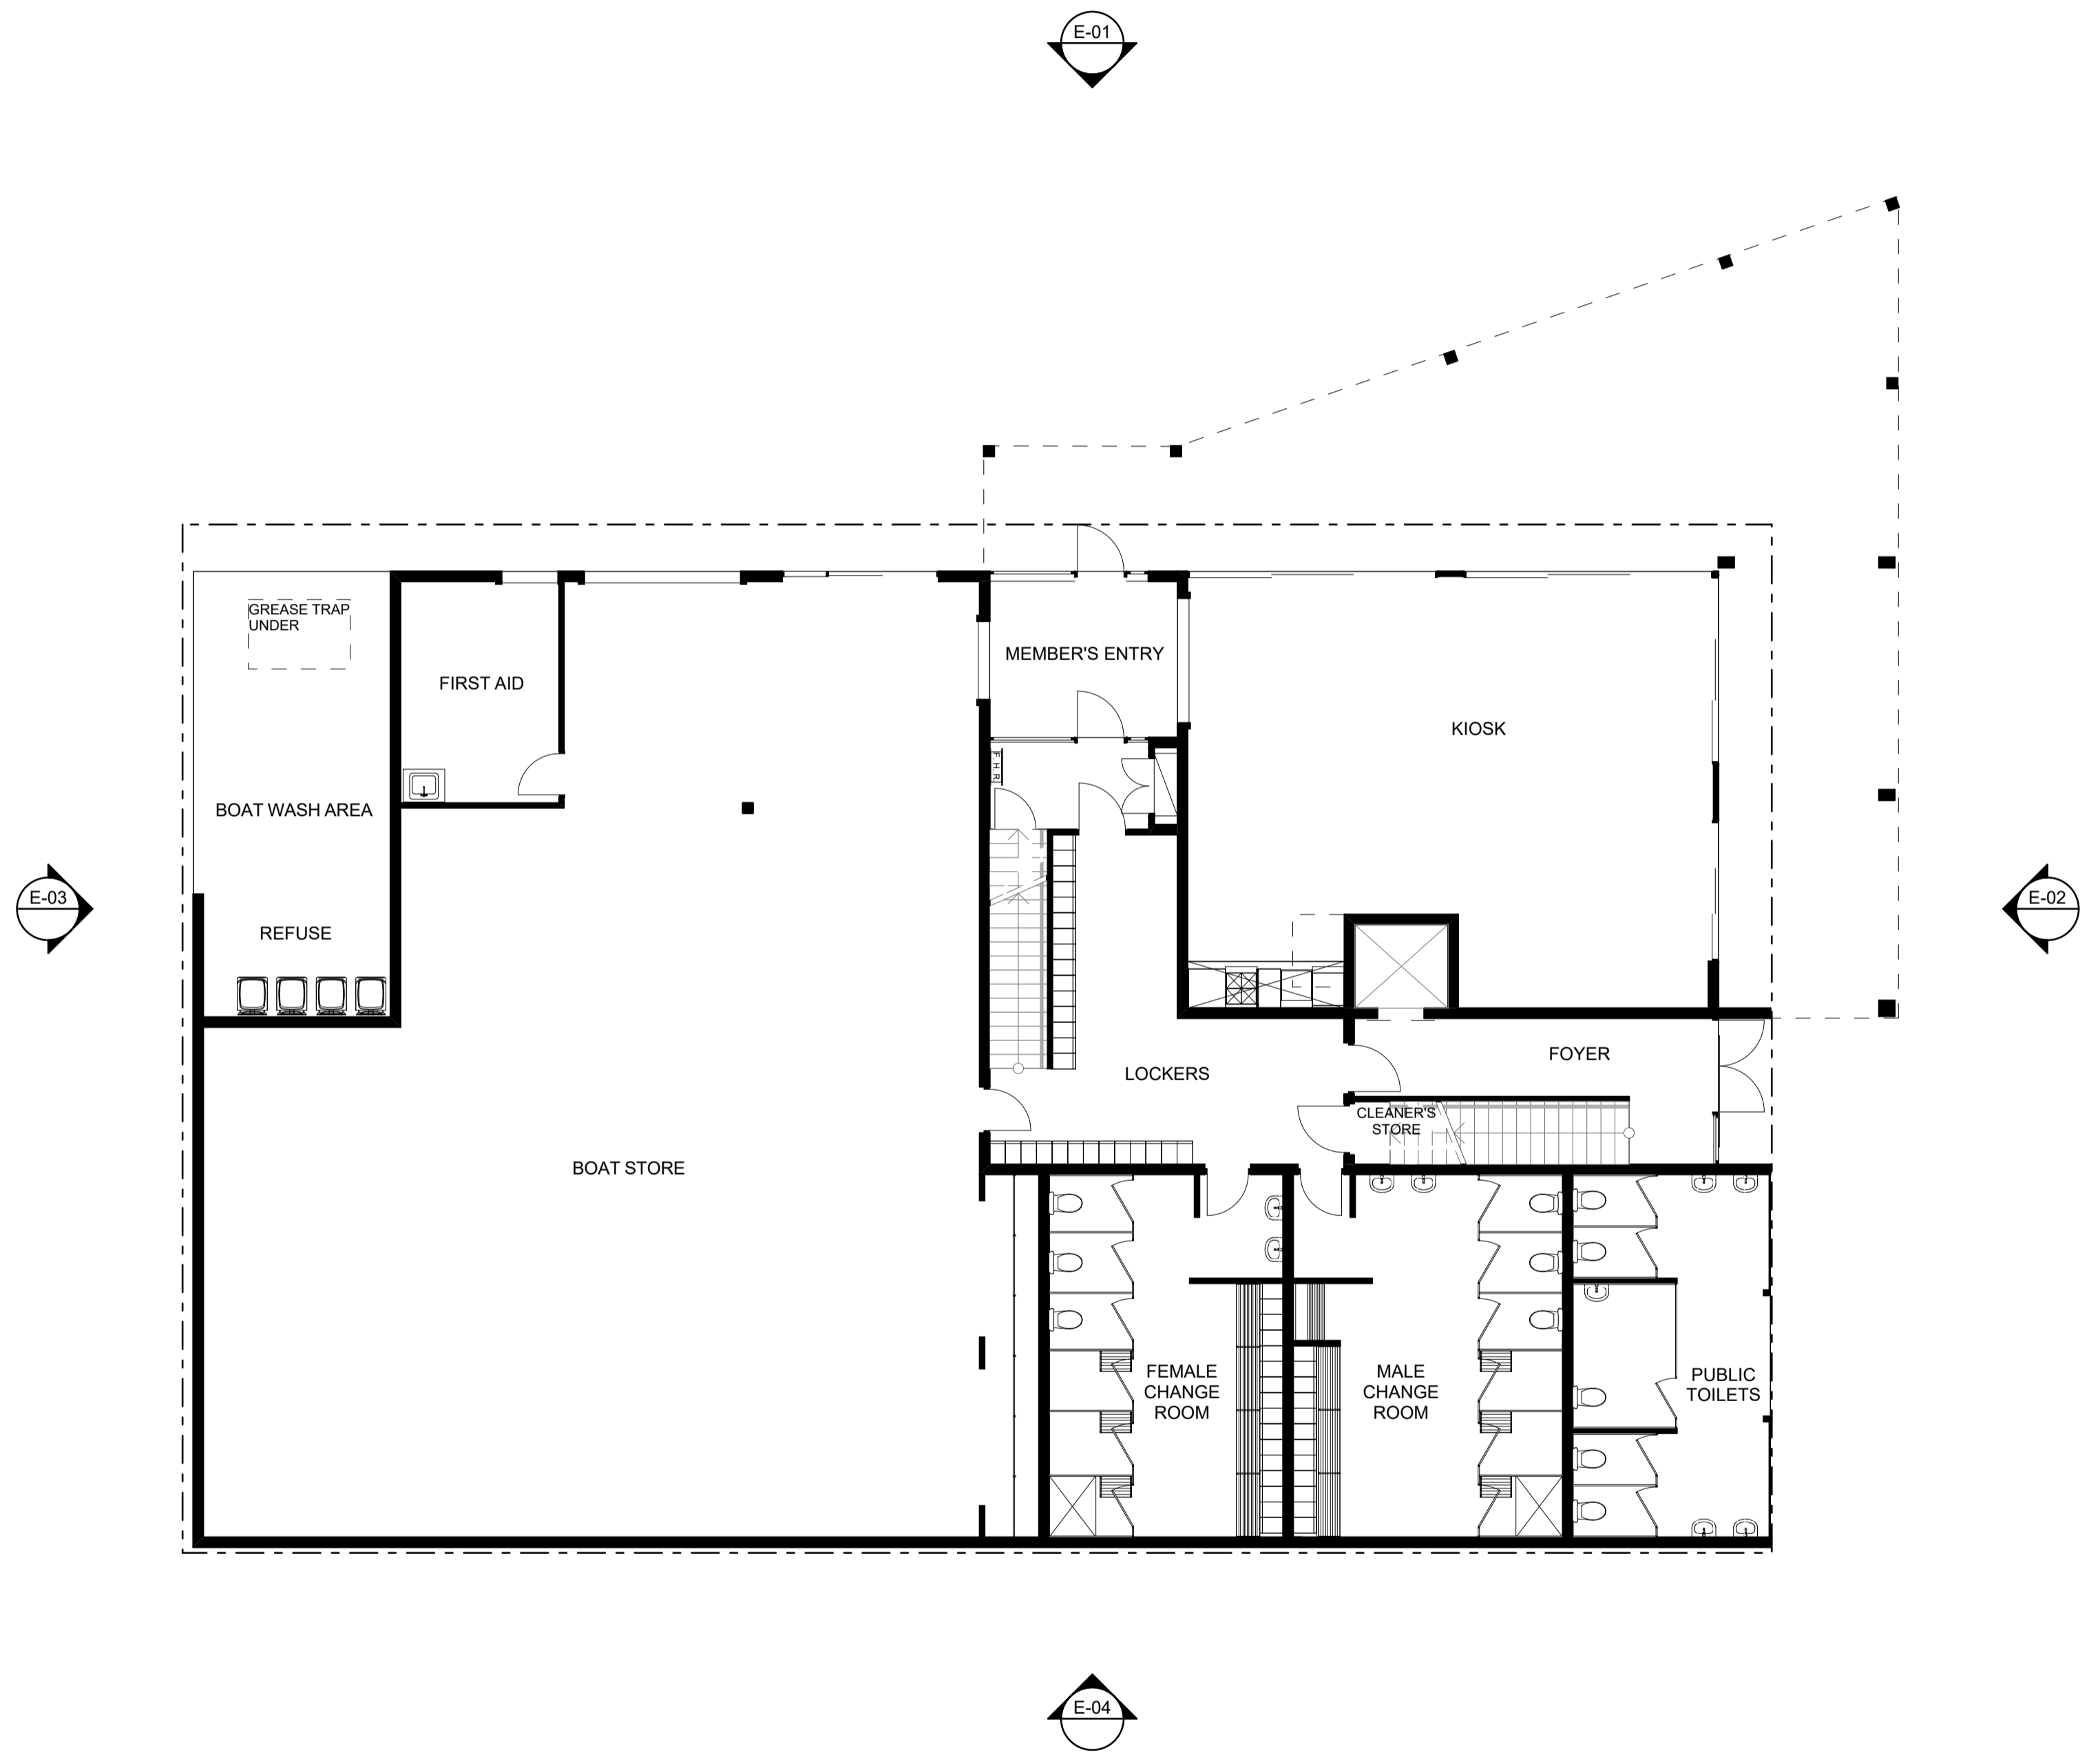 E-01
GREASE TRAP
UNDER
MEMBER'S ENTRY
FIRST AID
KIOSK
F.H.R
BOAT WASH AREA
E-03
E-02
REFUSE
FOYER
LOCKERS
CLEANER'S
STORE
BOAT STORE
FEMALE
CHANGE
ROOM
MALE
CHANGE
ROOM
PUBLIC
TOILETS
E-04